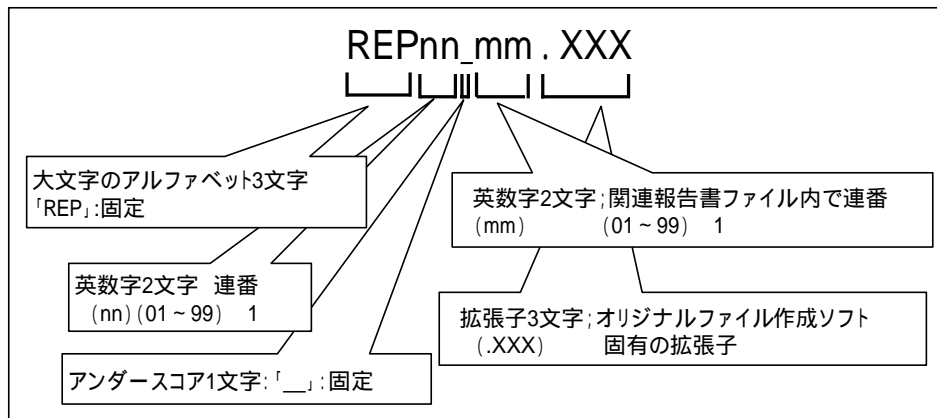 REPnn_mm．XXX
大文字のアルファベット3文字
「REP」:固定
英数字2文字;関連報告書ファイル内で連番
(mm) (01～99) 1
英数字2文字 連番
(nn)(01～99) 1
拡張子3文字;オリジナルファイル作成ソフト
(.XXX) 固有の拡張子
アンダースコア1文字:「__」:固定